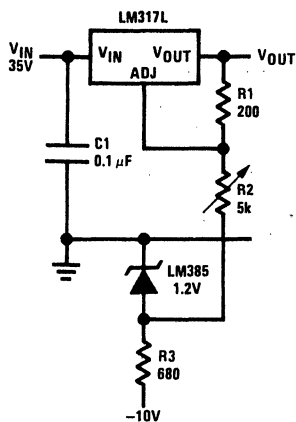 LM317L
V_IN
35V
V_IN
V_OUT
ADJ
V_OUT
R1
200
C1
0.1 μF
R2
5k
LM385
1.2V
R3
680
–10V